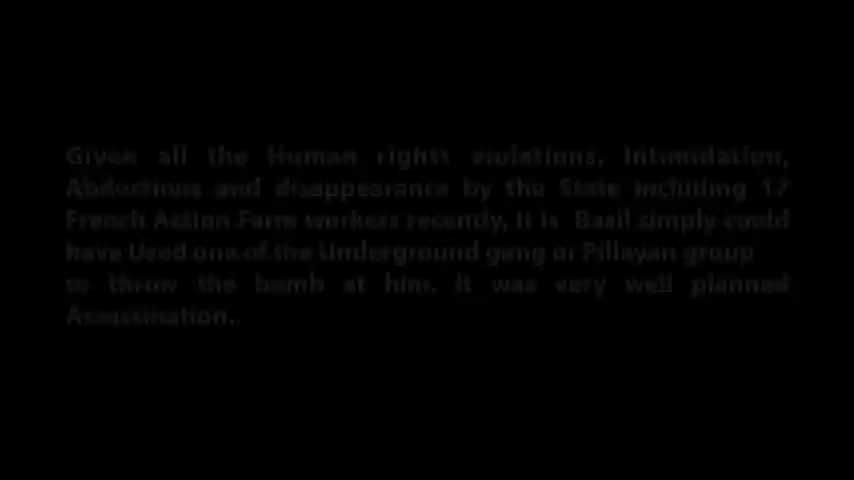 Given all the Human rights violations, Intimidation,
Abductions and disappearance by the State including 17
French Action Farm workers recently, It is Basil simply could
have Used one of the Underground gang or Pillayan group
to throw the bomb at him. It was very well planned
Assassination.